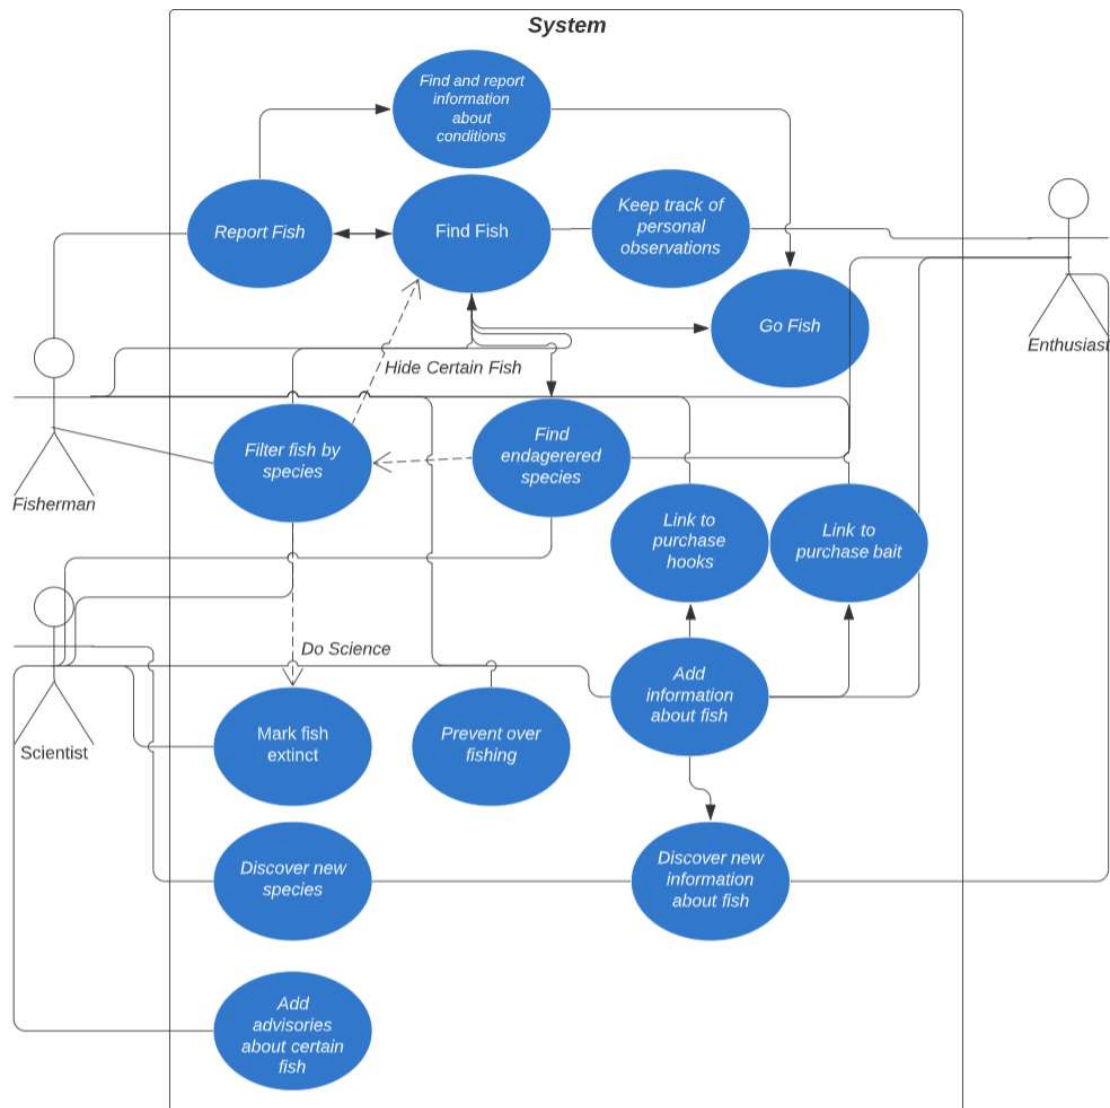 System
Find and report
information
about
conditions
Report Fish
Find Fish
Keep track of
personal
observations
Go Fish
Enthusiast
Hide Certain Fish
Fisherman
Filter fish by
species
Find
endagerered
species
Link to
purchase
hooks
Link to
purchase bait
Do Science
Scientist
Mark fish
extinct
Prevent over
fishing
Add
information
about fish
Discover new
species
Discover new
information
about fish
Add
advisories
about certain
fish